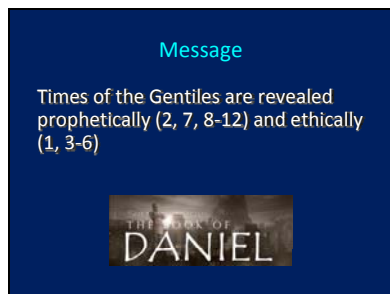 Message
Times of the Gentiles are revealed
prophetically (2, 7, 8-12) and ethically
(1, 3-6)
THE BOOK OF
DANIEL